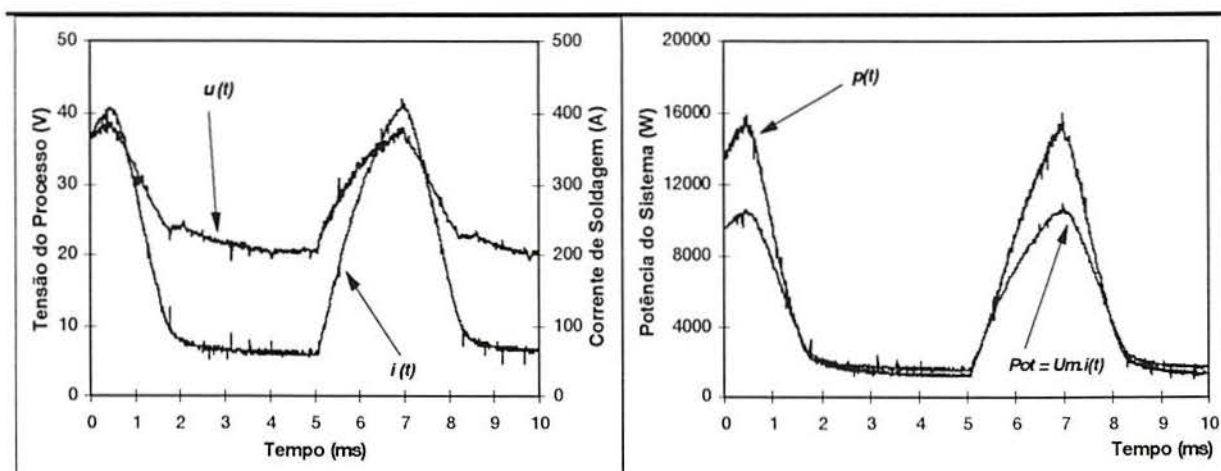 50
40
30
20
10
0
Tensão do Processo (V)
u (t)
i (t)
500
400
300
200
100
0
Corrente de Soldagem (A)
0 1 2 3 4 5 6 7 8 9 10
Tempo (ms)
20000
16000
12000
8000
4000
0
Potência do Sistema (W)
p(t)
Pot = Um.i(t)
0 1 2 3 4 5 6 7 8 9 10
Tempo (ms)